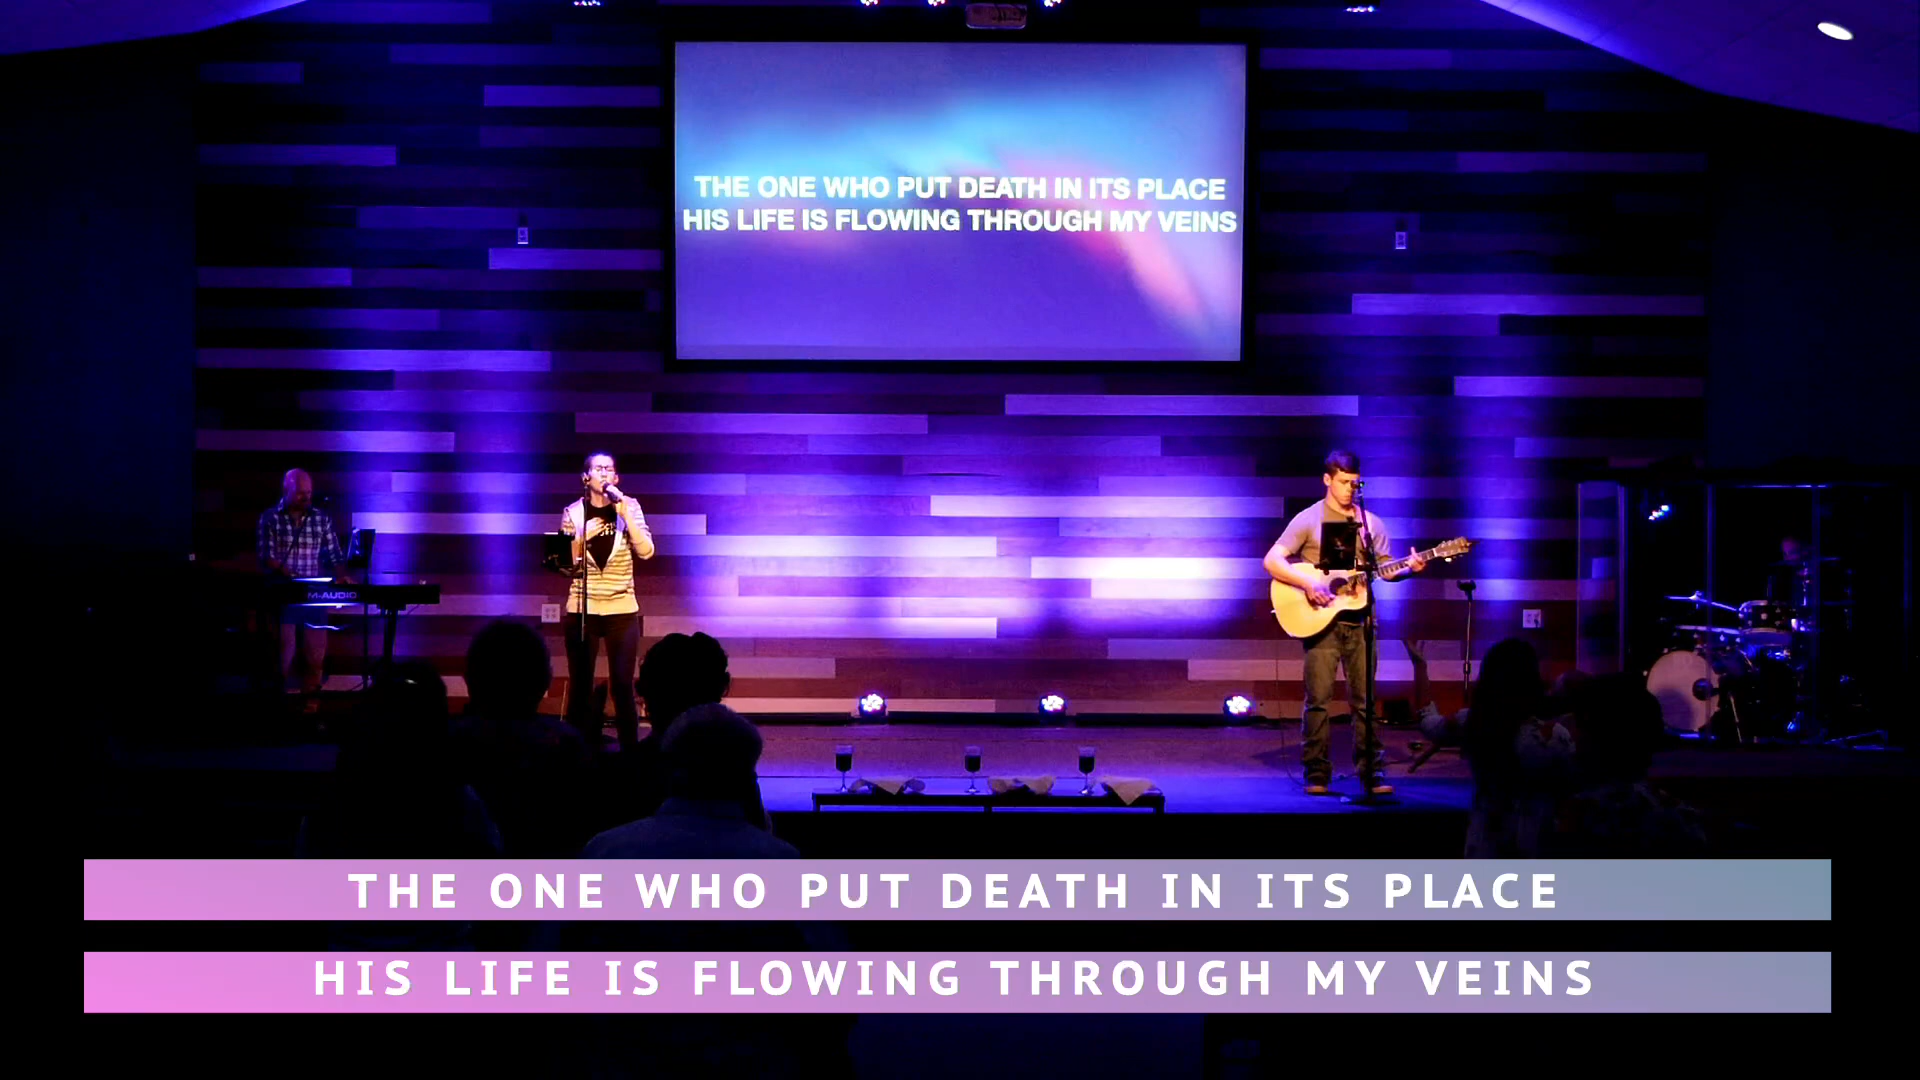 THE ONE WHO PUT DEATH IN ITS PLACE
HIS LIFE IS FLOWING THROUGH MY VEINS
M-AUDIO
THE ONE WHO PUT DEATH IN ITS PLACE
HIS LIFE IS FLOWING THROUGH MY VEINS